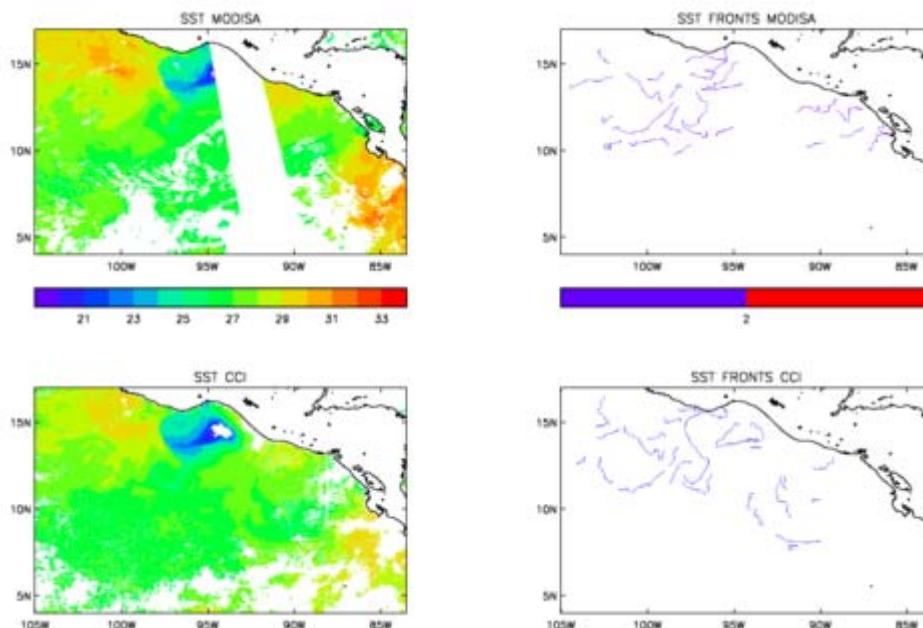 SST MODISA
15N
10N
5N
100W 95W 90W 85W
21 23 25 27 29 31 33
SST FRONTS MODISA
15N
10N
5N
105W 100W 95W 90W 85W
2
SST CCI
15N
10N
5N
105W 100W 95W 90W 85W
SST FRONTS CCI
15N
10N
5N
105W 100W 95W 90W 85W